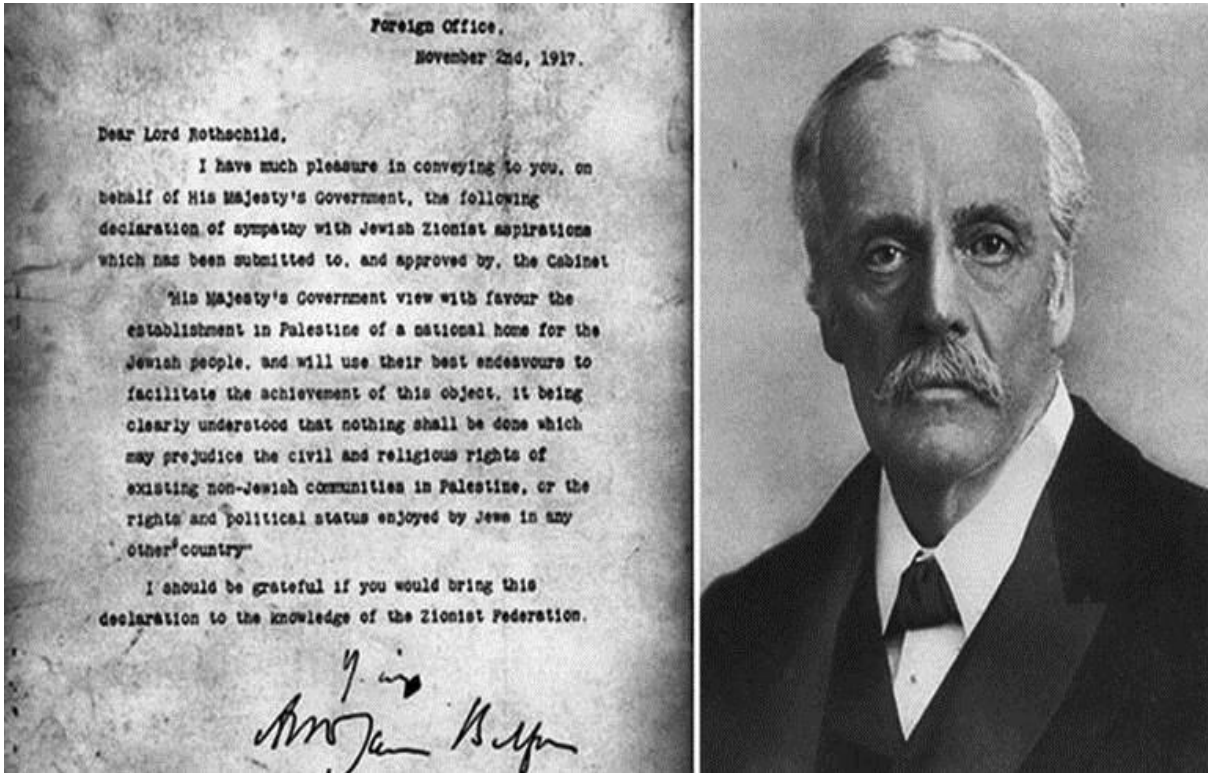 Foreign Office,
November 2nd, 1917.
Dear Lord Rothschild,
I have much pleasure in conveying to you, on
behalf of His Majesty's Government, the following
declaration of sympathy with Jewish Zionist aspirations
which has been submitted to, and approved by, the Cabinet
"His Majesty's Government view with favour the
establishment in Palestine of a national home for the
Jewish people, and will use their best endeavours to
facilitate the achievement of this object, it being
clearly understood that nothing shall be done which
may prejudice the civil and religious rights of
existing non-Jewish communities in Palestine, or the
rights and political status enjoyed by Jews in any
other country"
I should be grateful if you would bring this
declaration to the knowledge of the Zionist Federation.
Arthur James Balfour